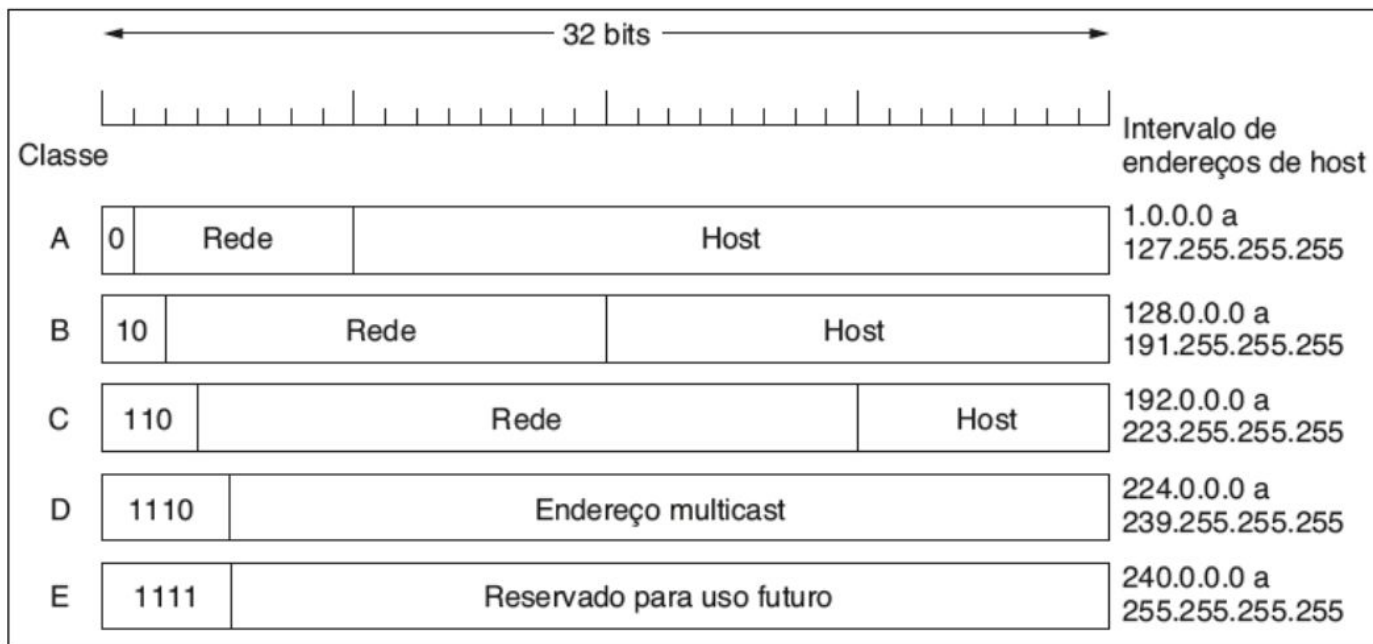 32 bits
Classe
Intervalo de
endereços de host
A 0 Rede Host 1.0.0.0 a
127.255.255.255
B 10 Rede Host 128.0.0.0 a
191.255.255.255
C 110 Rede Host 192.0.0.0 a
223.255.255.255
D 1110 Endereço multicast 224.0.0.0 a
239.255.255.255
E 1111 Reservado para uso futuro 240.0.0.0 a
255.255.255.255